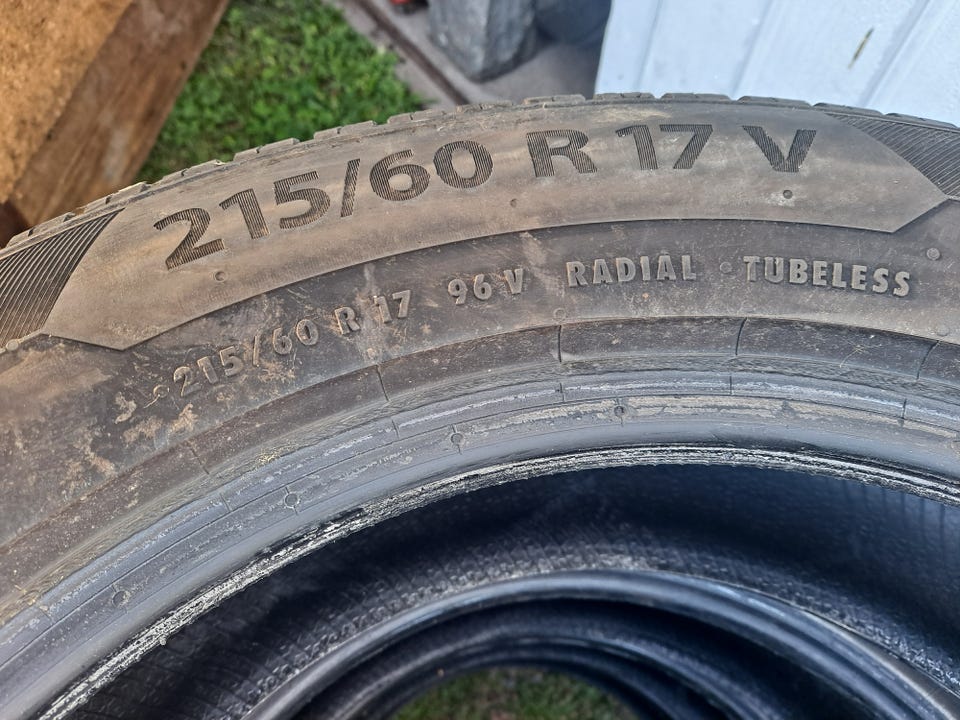 215/60 R 17 V
215/60 R 17 96 V RADIAL TUBELESS